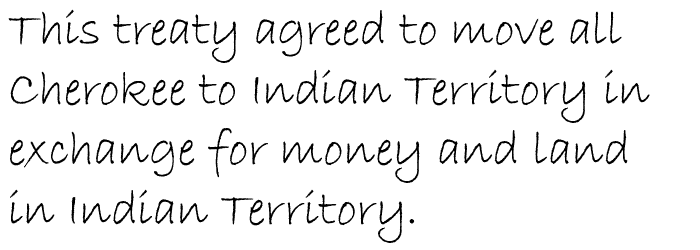 This treaty agreed to move all
Cherokee to Indian Territory in
exchange for money and land
in Indian Territory.